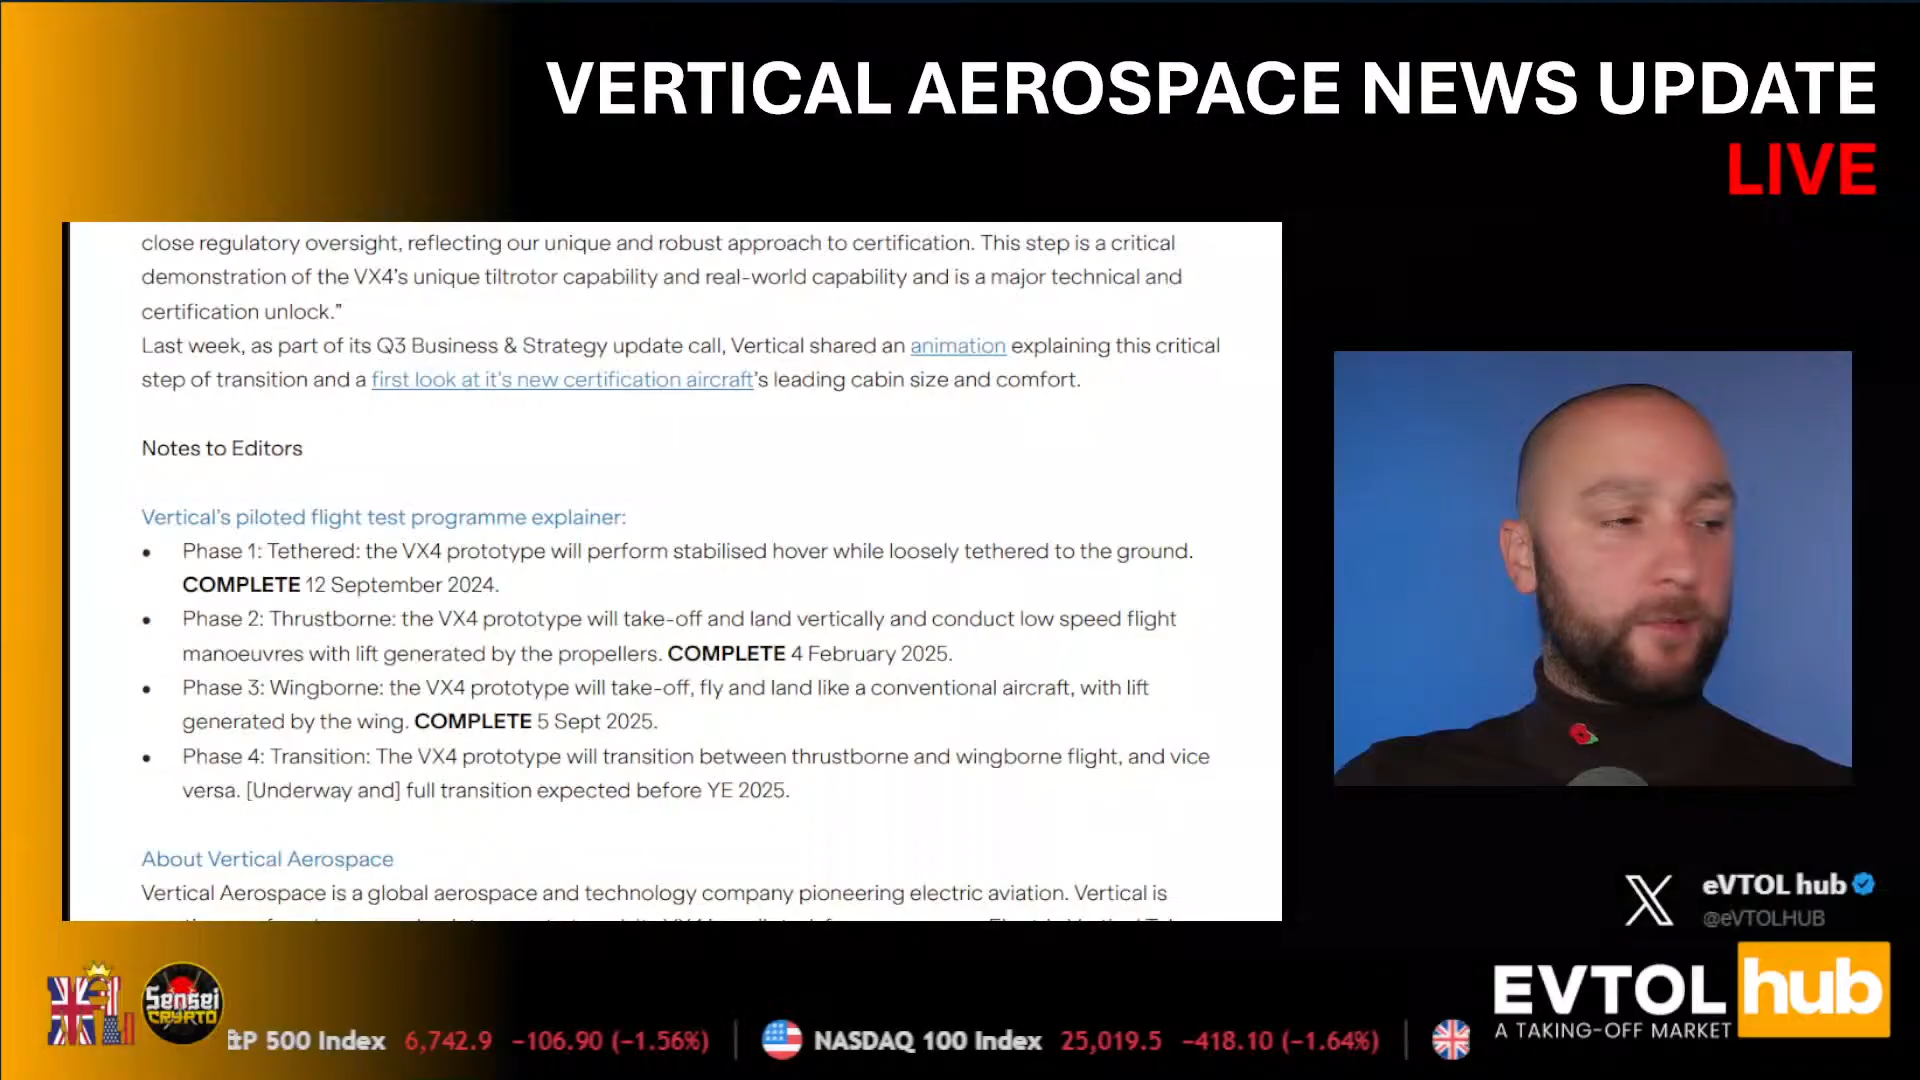 VERTICAL AEROSPACE NEWS UPDATE
LIVE
close regulatory oversight, reflecting our unique and robust approach to certification. This step is a critical
demonstration of the VX4's unique tiltrotor capability and real-world capability and is a major technical and
certification unlock."
Last week, as part of its Q3 Business & Strategy update call, Vertical shared an animation explaining this critical
step of transition and a first look at it's new certification aircraft's leading cabin size and comfort.
Notes to Editors
Vertical's piloted flight test programme explainer:
• Phase 1: Tethered: the VX4 prototype will perform stabilised hover while loosely tethered to the ground.
COMPLETE 12 September 2024.
• Phase 2: Thrustborne: the VX4 prototype will take-off and land vertically and conduct low speed flight
manoeuvres with lift generated by the propellers. COMPLETE 4 February 2025.
• Phase 3: Wingborne: the VX4 prototype will take-off, fly and land like a conventional aircraft, with lift
generated by the wing. COMPLETE 5 Sept 2025.
• Phase 4: Transition: The VX4 prototype will transition between thrustborne and wingborne flight, and vice
versa. [Underway and] full transition expected before YE 2025.
About Vertical Aerospace
Vertical Aerospace is a global aerospace and technology company pioneering electric aviation. Vertical is
eVTOL hub
@eVTOLHUB
EVTOL hub
A TAKING-OFF MARKET
Sensei
CRYPTO
&P 500 Index 6,742.9 −106.90 (−1.56%) NASDAQ 100 Index 25,019.5 −418.10 (−1.64%)